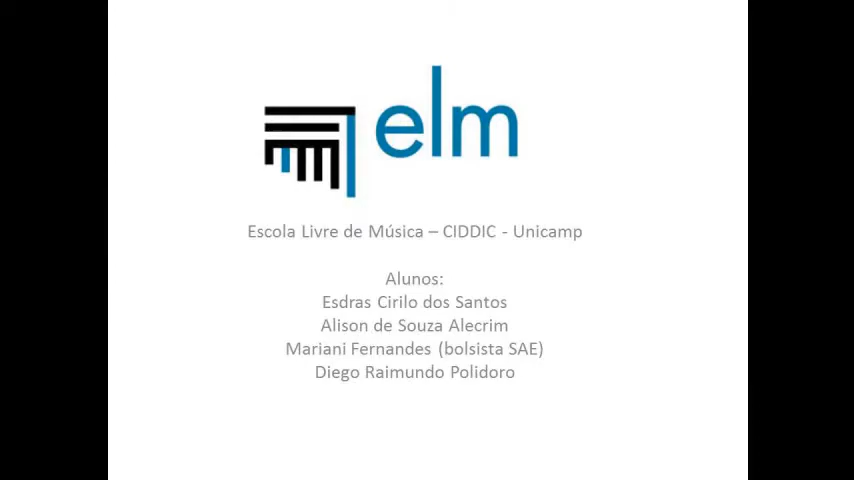 elm
Escola Livre de Música – CIDDIC - Unicamp
Alunos:
Esdras Cirilo dos Santos
Alison de Souza Alecrim
Mariani Fernandes (bolsista SAE)
Diego Raimundo Polidoro